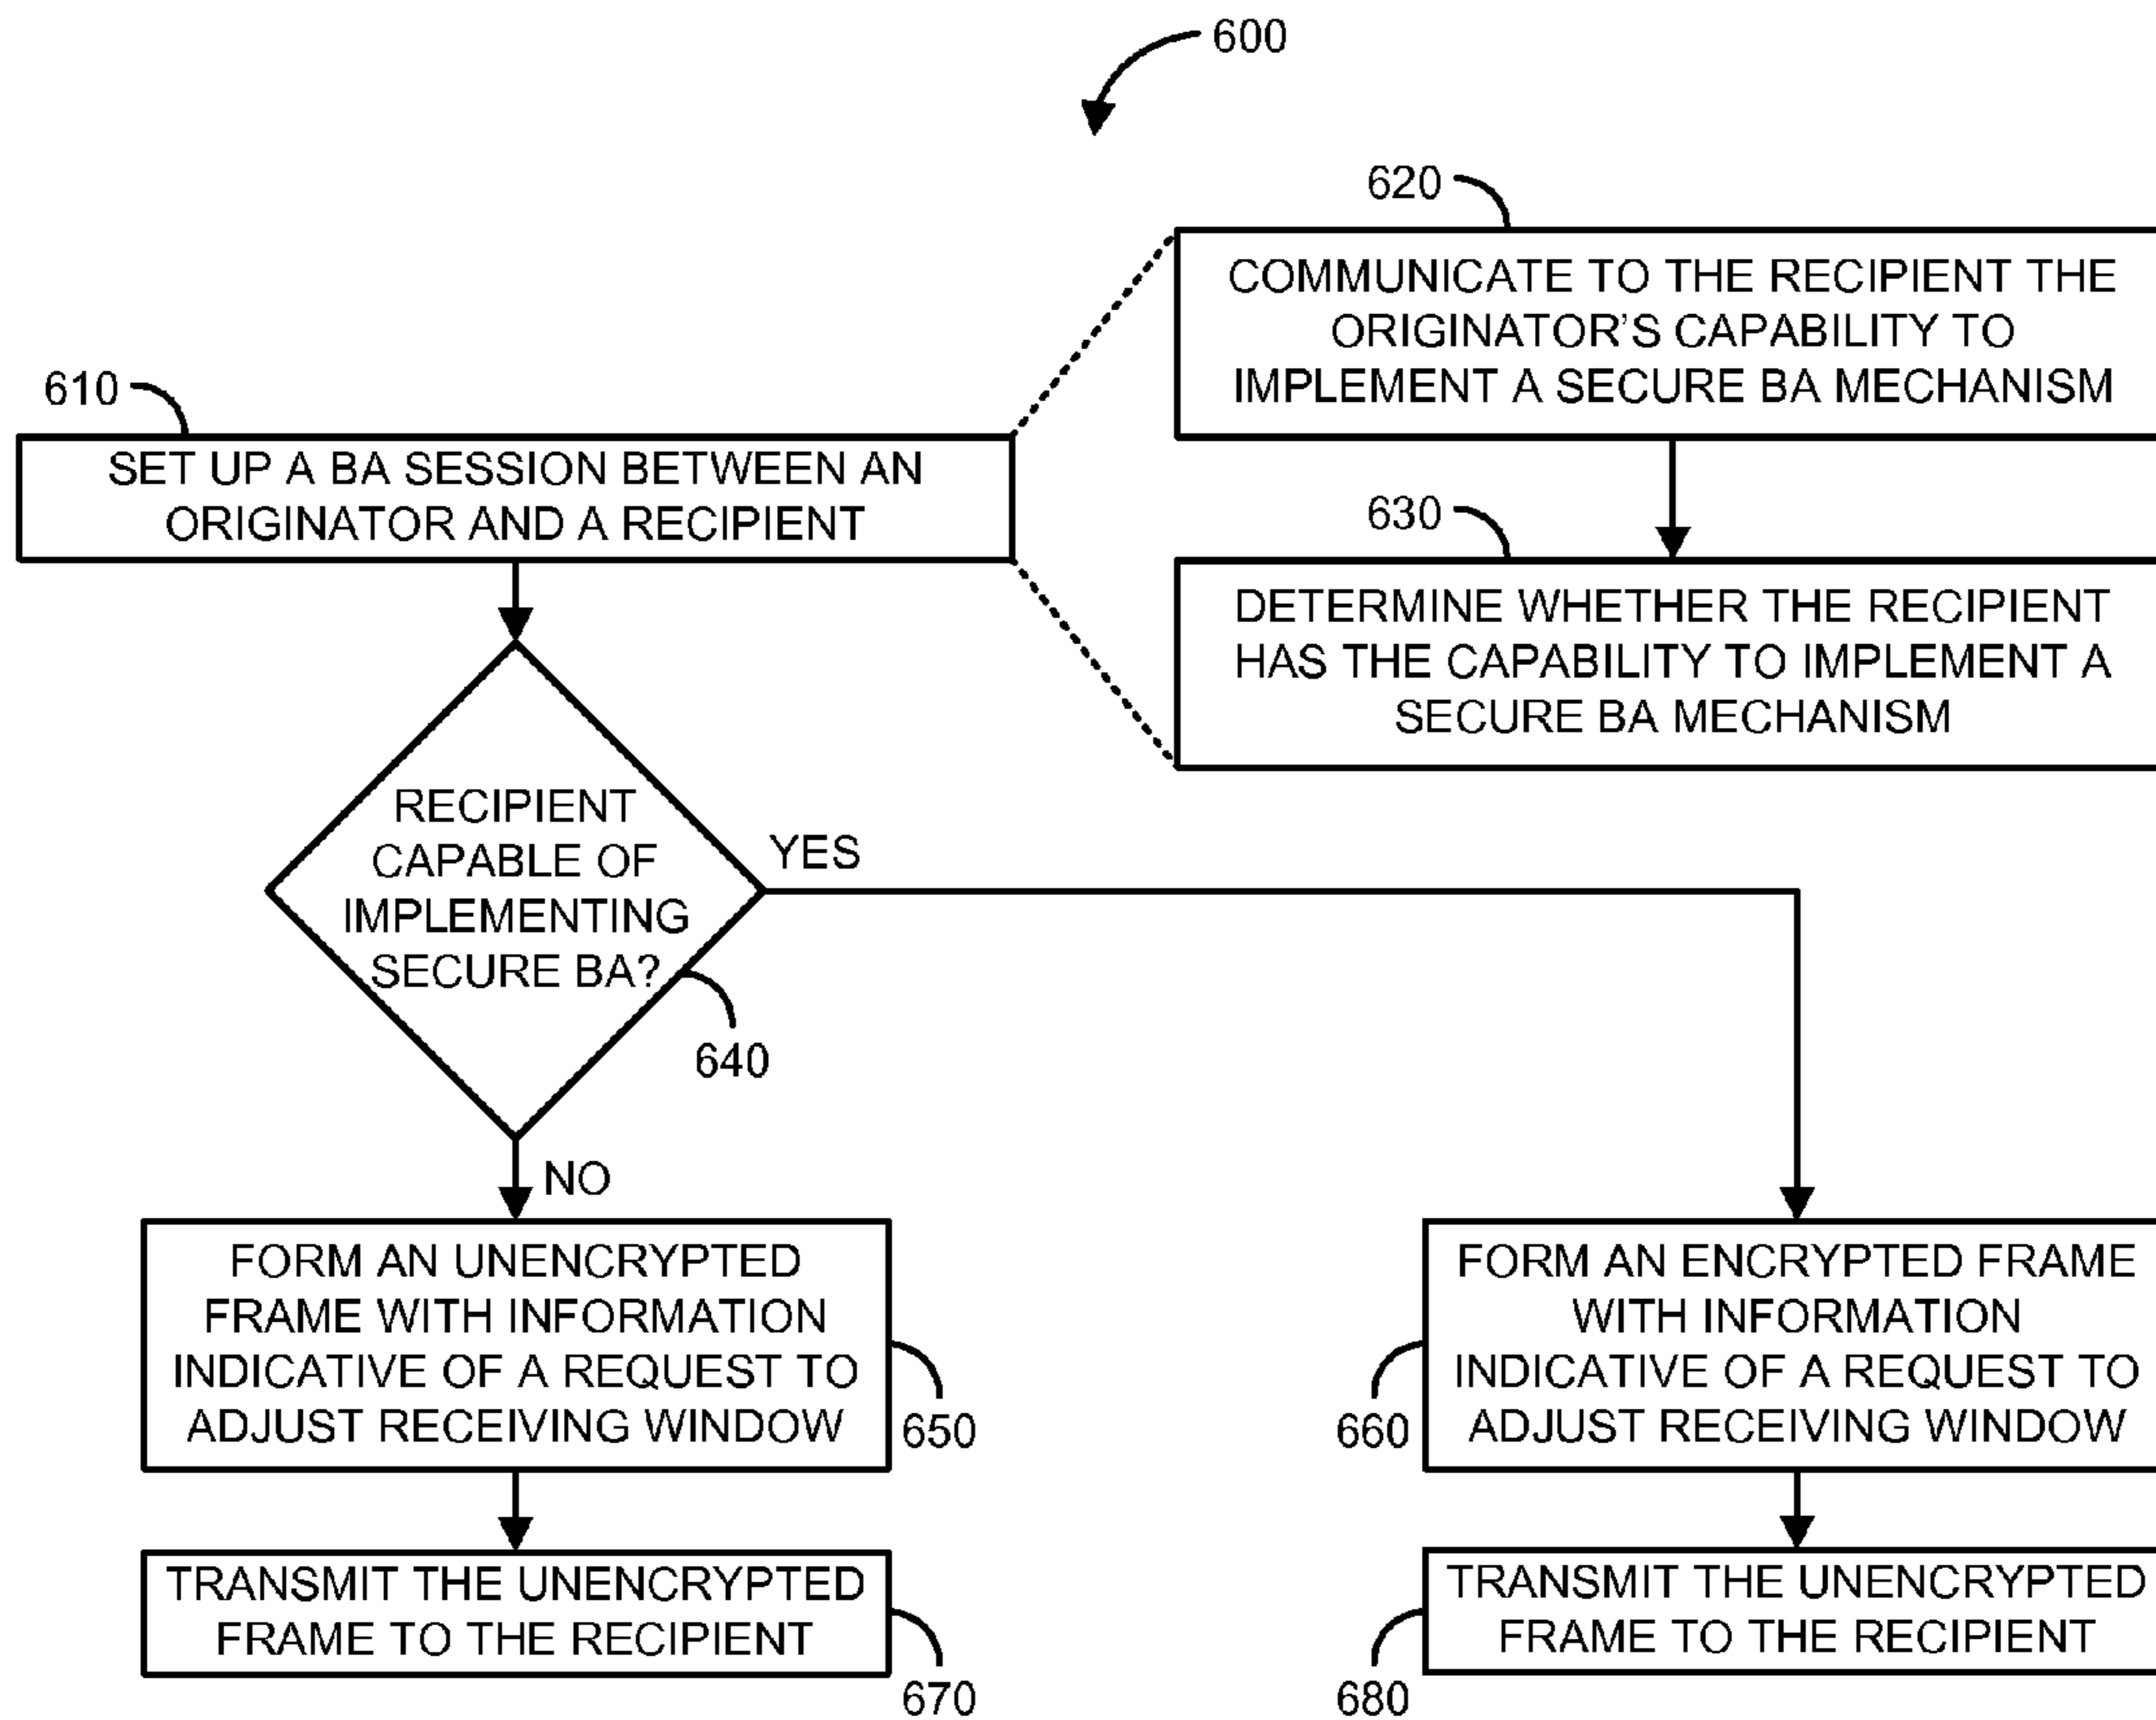 600
620
COMMUNICATE TO THE RECIPIENT THE
ORIGINATOR'S CAPABILITY TO
IMPLEMENT A SECURE BA MECHANISM
610
SET UP A BA SESSION BETWEEN AN
ORIGINATOR AND A RECIPIENT
630
DETERMINE WHETHER THE RECIPIENT
HAS THE CAPABILITY TO IMPLEMENT A
SECURE BA MECHANISM
RECIPIENT
CAPABLE OF
IMPLEMENTING
SECURE BA?
YES
640
NO
FORM AN UNENCRYPTED
FRAME WITH INFORMATION
INDICATIVE OF A REQUEST TO
ADJUST RECEIVING WINDOW
650
660
FORM AN ENCRYPTED FRAME
WITH INFORMATION
INDICATIVE OF A REQUEST TO
ADJUST RECEIVING WINDOW
TRANSMIT THE UNENCRYPTED
FRAME TO THE RECIPIENT
670
680
TRANSMIT THE UNENCRYPTED
FRAME TO THE RECIPIENT